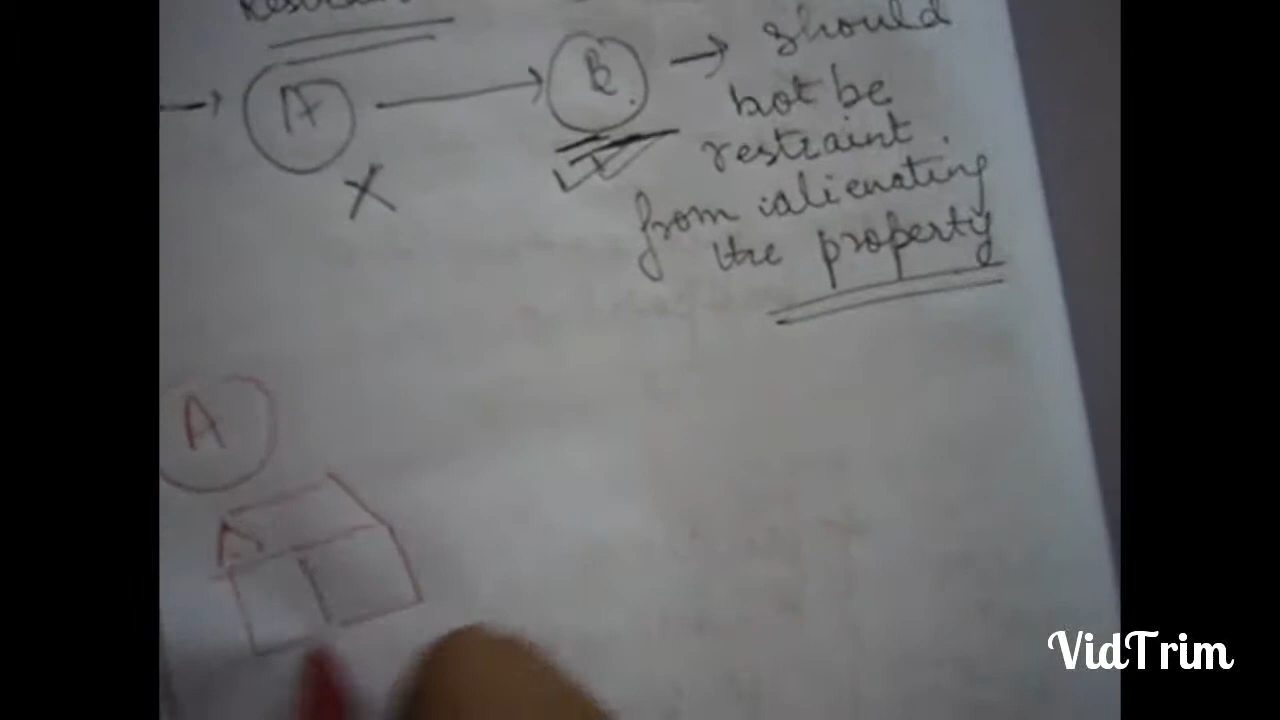 A → B → should
not be
restraint.
from alienating
the property
X
A
VidTrim